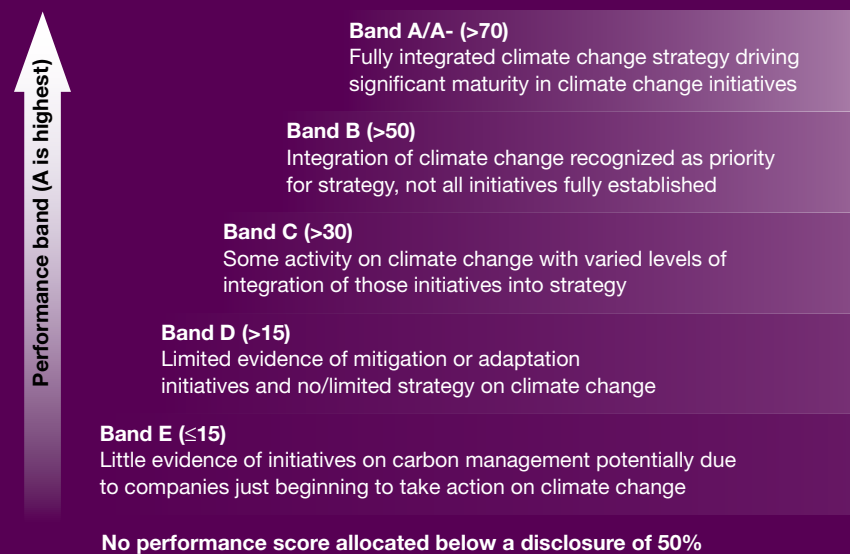 Performance band (A is highest)
Band A/A- (>70)
Fully integrated climate change strategy driving
significant maturity in climate change initiatives
Band B (>50)
Integration of climate change recognized as priority
for strategy, not all initiatives fully established
Band C (>30)
Some activity on climate change with varied levels of
integration of those initiatives into strategy
Band D (>15)
Limited evidence of mitigation or adaptation
initiatives and no/limited strategy on climate change
Band E (≤15)
Little evidence of initiatives on carbon management potentially due
to companies just beginning to take action on climate change
No performance score allocated below a disclosure of 50%